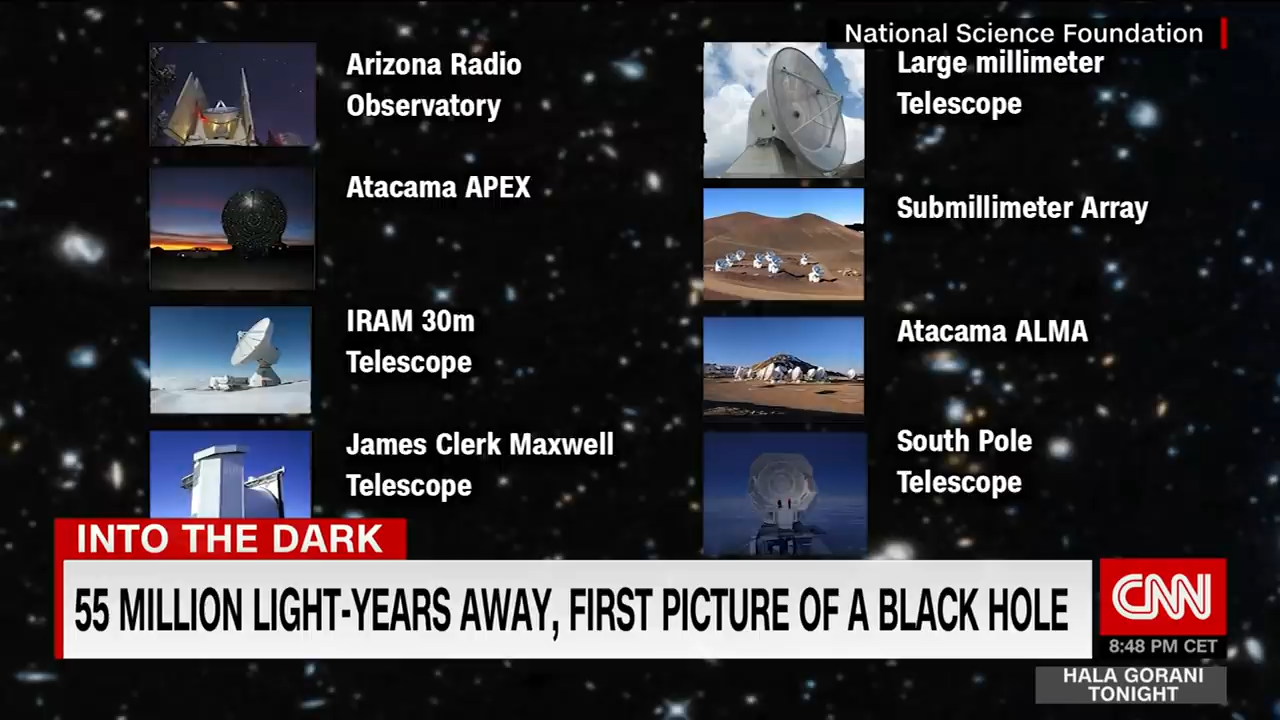 National Science Foundation
Arizona Radio
Observatory
Atacama APEX
IRAM 30m
Telescope
James Clerk Maxwell
Telescope
Large millimeter
Telescope
Submillimeter Array
Atacama ALMA
South Pole
Telescope
INTO THE DARK
55 MILLION LIGHT-YEARS AWAY, FIRST PICTURE OF A BLACK HOLE
CNN
8:48 PM CET
HALA GORANI
TONIGHT